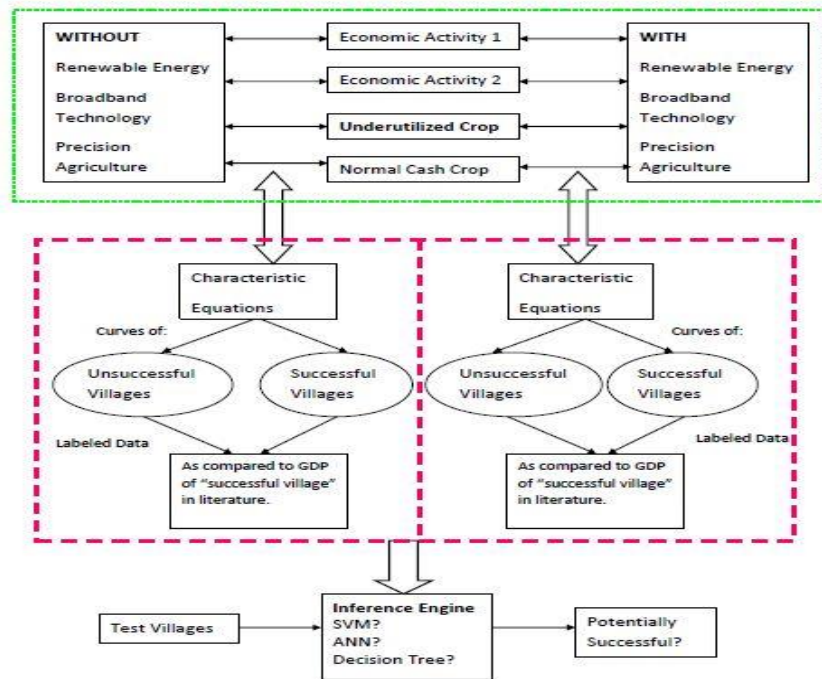 WITHOUT
Renewable Energy
Broadband
Technology
Precision
Agriculture
Economic Activity 1
Economic Activity 2
Underutilized Crop
Normal Cash Crop
WITH
Renewable Energy
Broadband
Technology
Precision
Agriculture
Characteristic
Equations
Curves of:
Unsuccessful
Villages
Successful
Villages
Labeled Data
As compared to GDP
of "successful village"
in literature.
Characteristic
Equations
Curves of:
Unsuccessful
Villages
Successful
Villages
Labeled Data
As compared to GDP
of "successful village"
in literature.
Test Villages
Inference Engine
SVM?
ANN?
Decision Tree?
Potentially
Successful?